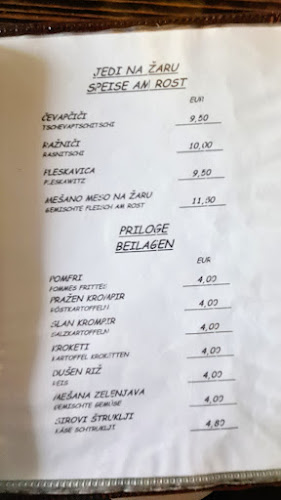 JEDI NA ŽARU
SPEISE AM ROST
EUR
ČEVAPČIČI 9,50
TSCHEVAPTSCHITSCHI
RAŽNIČI 10,00
RASNITSCHI
PLESKAVICA 9,50
PLESKAWITZ
MEŠANO MESO NA ŽARU 11,50
GEMISCHTE FLEISCH AM ROST
PRILOGE
BEILAGEN
EUR
POMFRI 4,00
POMMES FRITTES
PRAŽEN KROMPIR 4,00
RÖSTKARTOFFELN
SLAN KROMPIR 4,00
SALZKARTOFFELN
KROKETI 4,00
KARTOFFEL KROKITTEN
DUŠEN RIŽ 4,00
REIS
MEŠANA ZELENJAVA 4,00
GEMISCHTE GEMÜSE
SIROVI ŠTRUKLJI 4,80
KÄSE SCHTRUKLJI